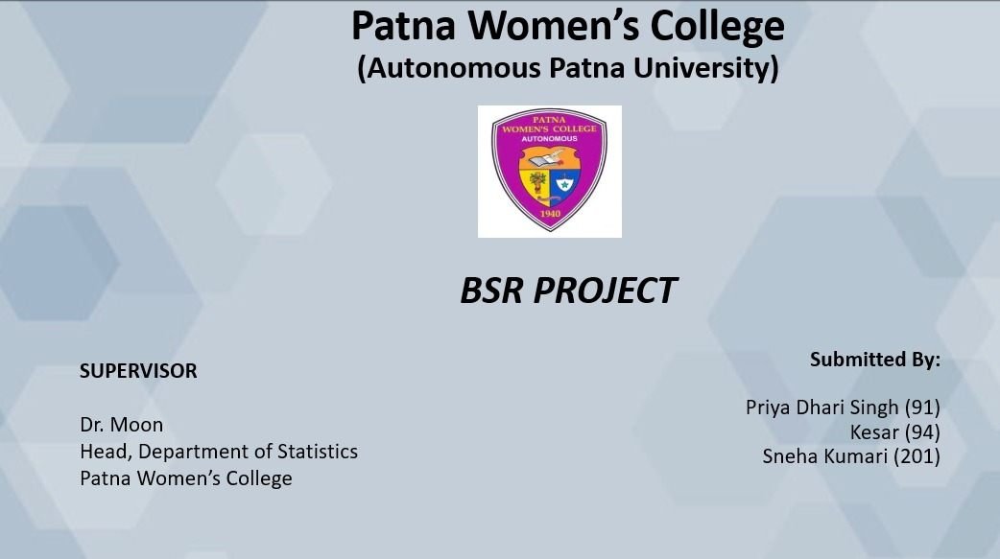 Patna Women’s College
(Autonomous Patna University)
PATNA
WOMEN'S COLLEGE
AUTONOMOUS
1940
BSR PROJECT
SUPERVISOR
Dr. Moon
Head, Department of Statistics
Patna Women’s College
Submitted By:
Priya Dhari Singh (91)
Kesar (94)
Sneha Kumari (201)